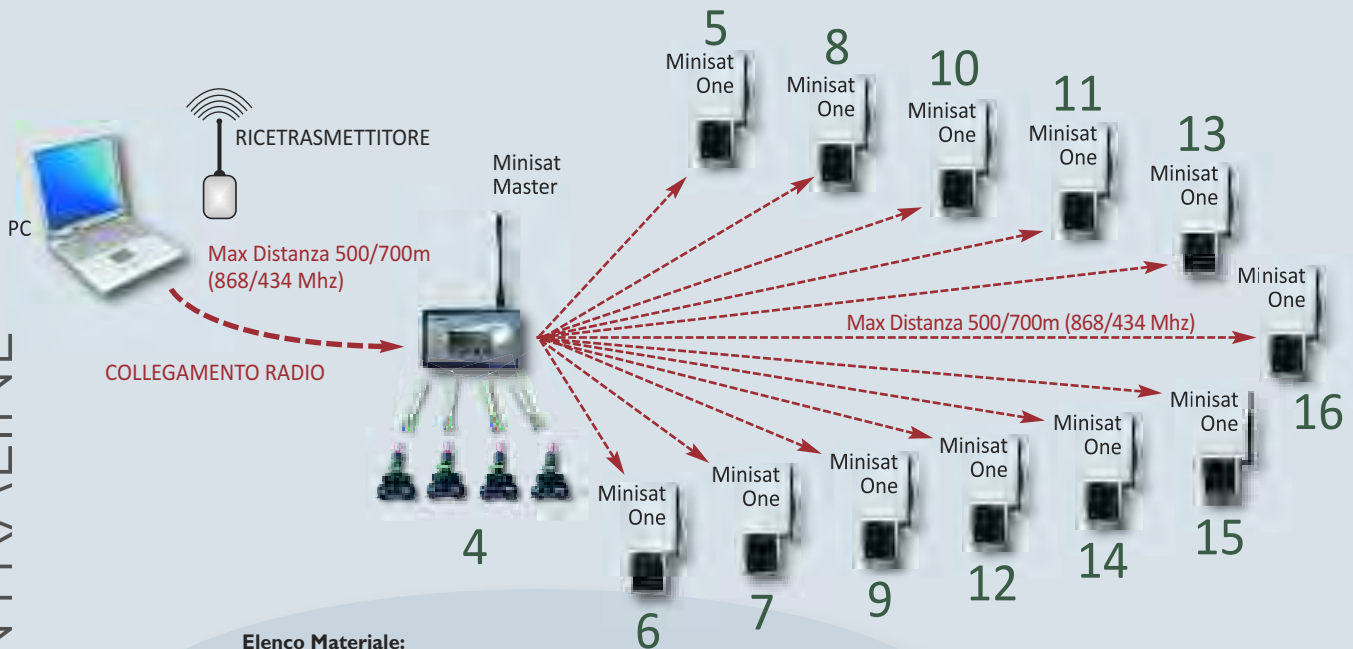 5
Minisat
One
8
Minisat
One
10
Minisat
One
11
Minisat
One
13
Minisat
One
RICETRASMETTITORE
Minisat
Master
PC
Max Distanza 500/700m
(868/434 Mhz)
COLLEGAMENTO RADIO
Max Distanza 500/700m (868/434 Mhz)
Minisat
One
16
4
Minisat
One
6
Minisat
One
7
Minisat
One
9
Minisat
One
12
Minisat
One
14
Minisat
One
15
Elenco Materiale: